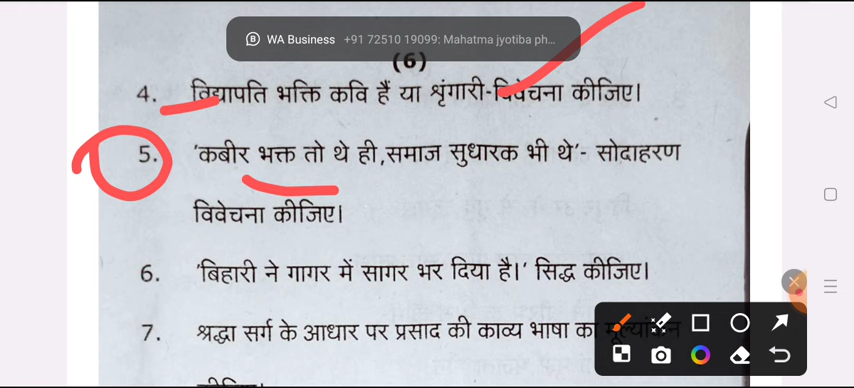 WA Business +91 72510 19099: Mahatma jyotiba ph...
(6)
4. विद्यापति भक्ति कवि हैं या श्रृंगारी-विवेचना कीजिए।
5. 'कबीर भक्त तो थे ही,समाज सुधारक भी थे'- सोदाहरण
विवेचना कीजिए।
6. 'बिहारी ने गागर में सागर भर दिया है।' सिद्ध कीजिए।
7. श्रद्धा सर्ग के आधार पर प्रसाद की काव्य भाषा का मूल्यांकन
कीजिए।